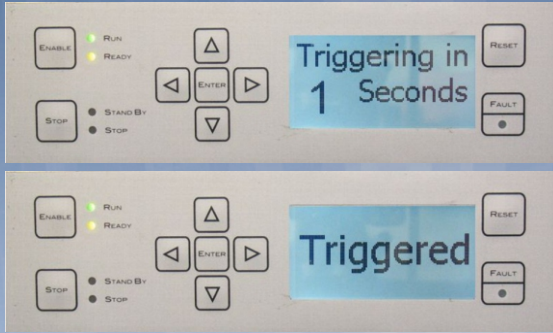 ENABLE
RUN
READY
ENTER
STOP
STAND BY
STOP
Triggering in
1 Seconds
RESET
FAULT
ENABLE
RUN
READY
ENTER
STOP
STAND BY
STOP
Triggered
RESET
FAULT